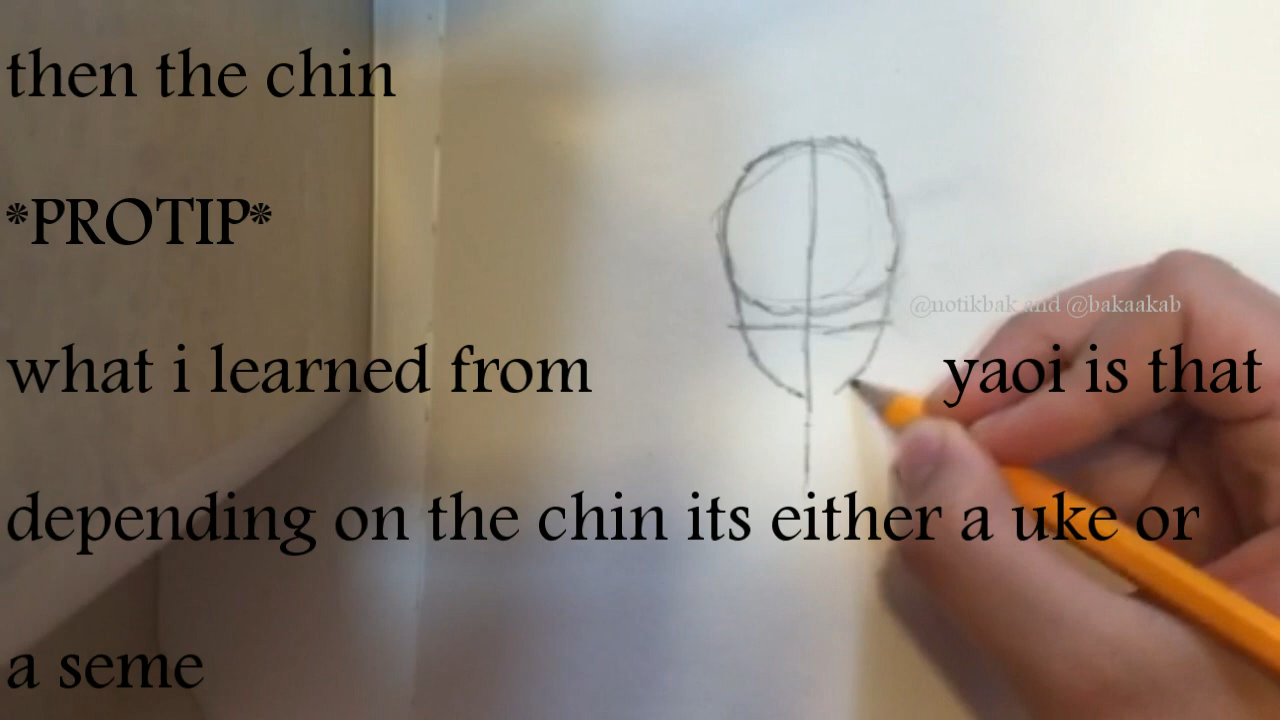 then the chin
*PROTIP*
@notikbak and @bakaakab
what i learned from yaoi is that
depending on the chin its either a uke or
a seme